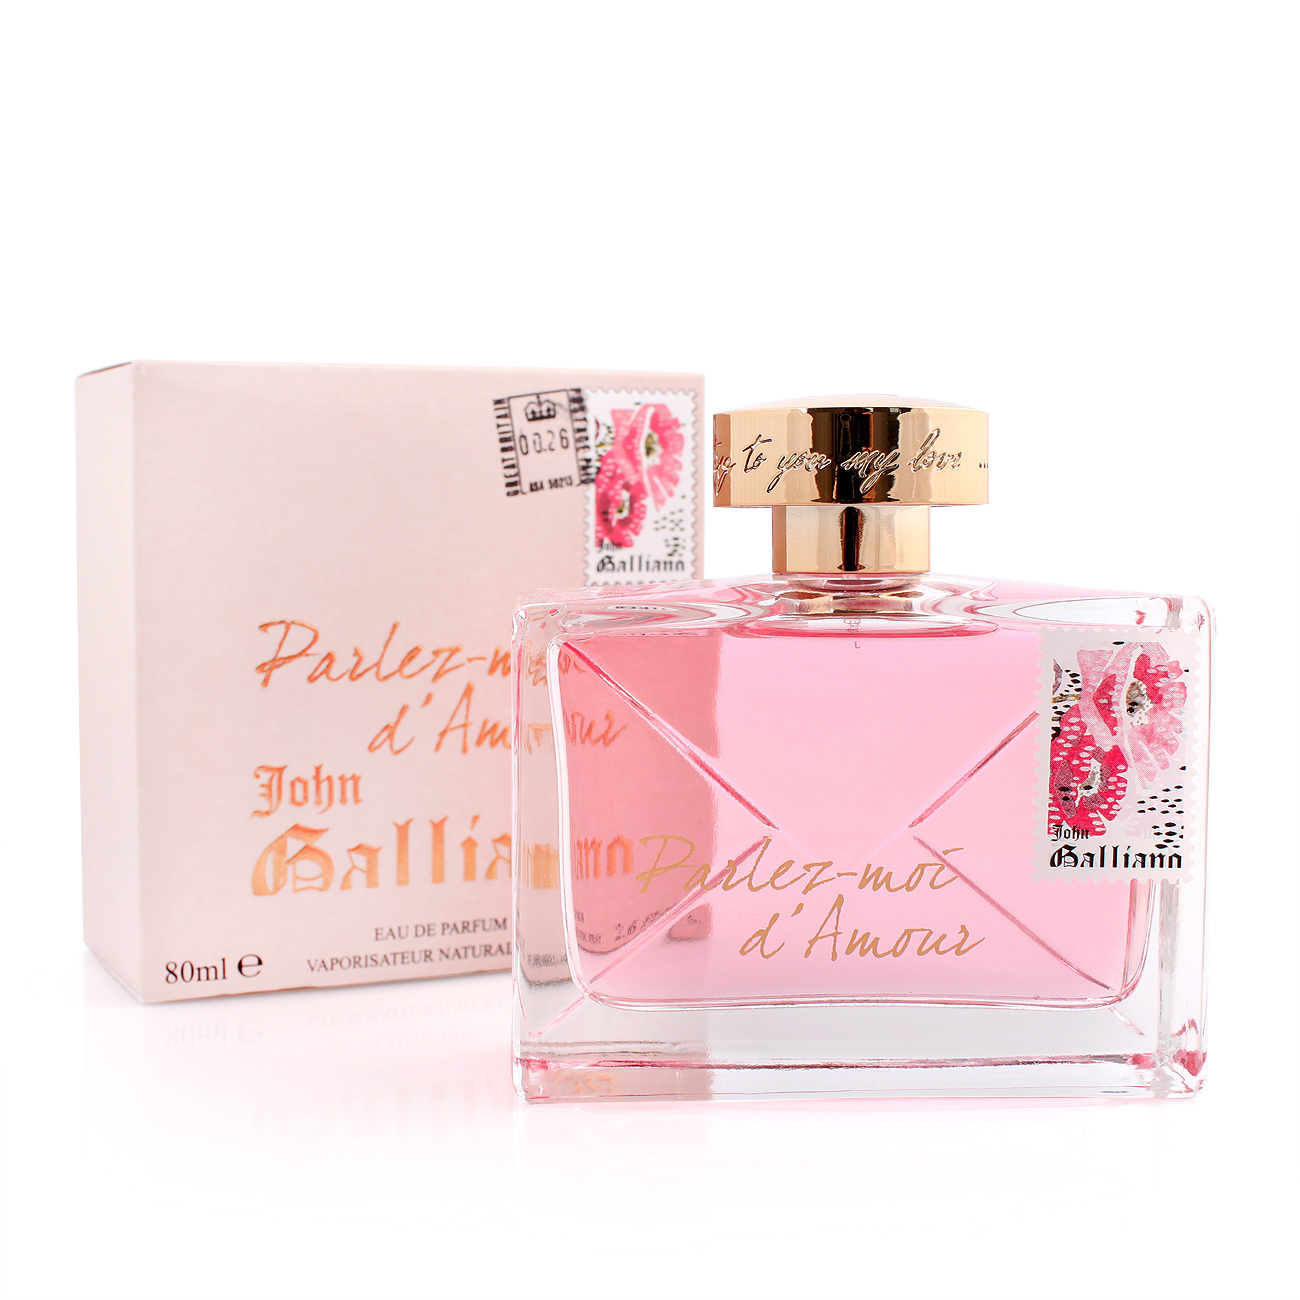 GREAT BRITAIN
00.26
John
Galliano
Parlez-moi
d'Amour
John
Galliano
EAU DE PARFUM
VAPORISATEUR NATURAL
80ml e
to you my love ...
John
Galliano
Parlez-moi
d'Amour